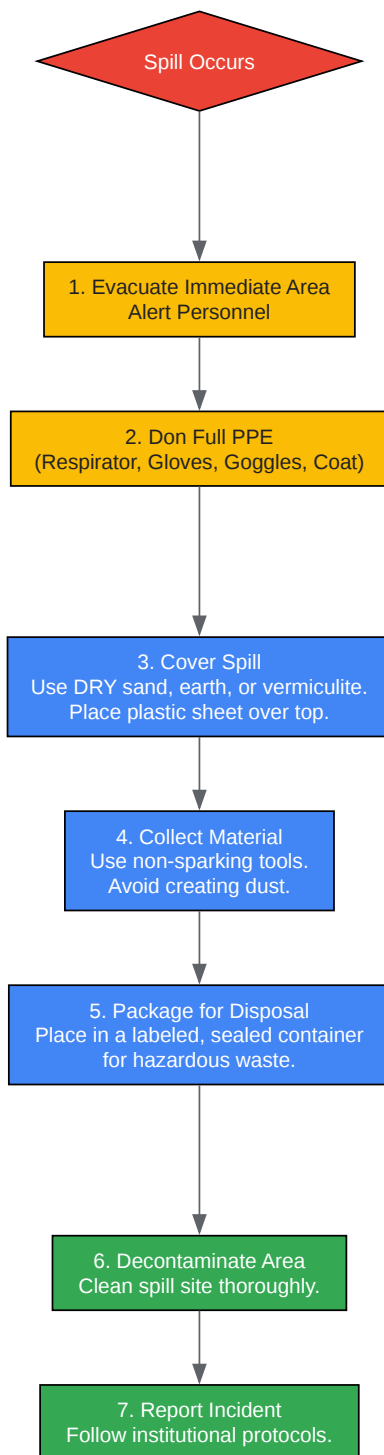 Spill Occurs
1. Evacuate Immediate Area
Alert Personnel
2. Don Full PPE
(Respirator, Gloves, Goggles, Coat)
3. Cover Spill
Use DRY sand, earth, or vermiculite.
Place plastic sheet over top.
4. Collect Material
Use non-sparking tools.
Avoid creating dust.
5. Package for Disposal
Place in a labeled, sealed container
for hazardous waste.
6. Decontaminate Area
Clean spill site thoroughly.
7. Report Incident
Follow institutional protocols.